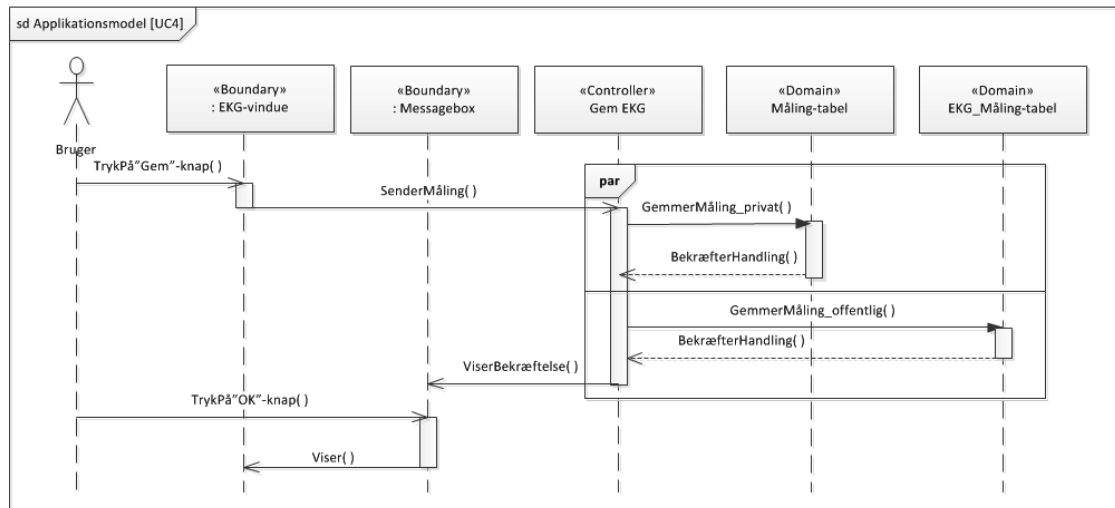 sd Applikationsmodel [UC4]
«Boundary»
: EKG-vindue
«Boundary»
: Messagebox
«Controller»
Gem EKG
«Domain»
Måling-tabel
«Domain»
EKG_Måling-tabel
Bruger
TrykPå"Gem"-knap( )
par
SenderMåling( )
GemmerMåling_privat( )
BekræfterHandling( )
GemmerMåling_offentlig( )
BekræfterHandling( )
ViserBekræftelse( )
TrykPå"OK"-knap( )
Viser( )